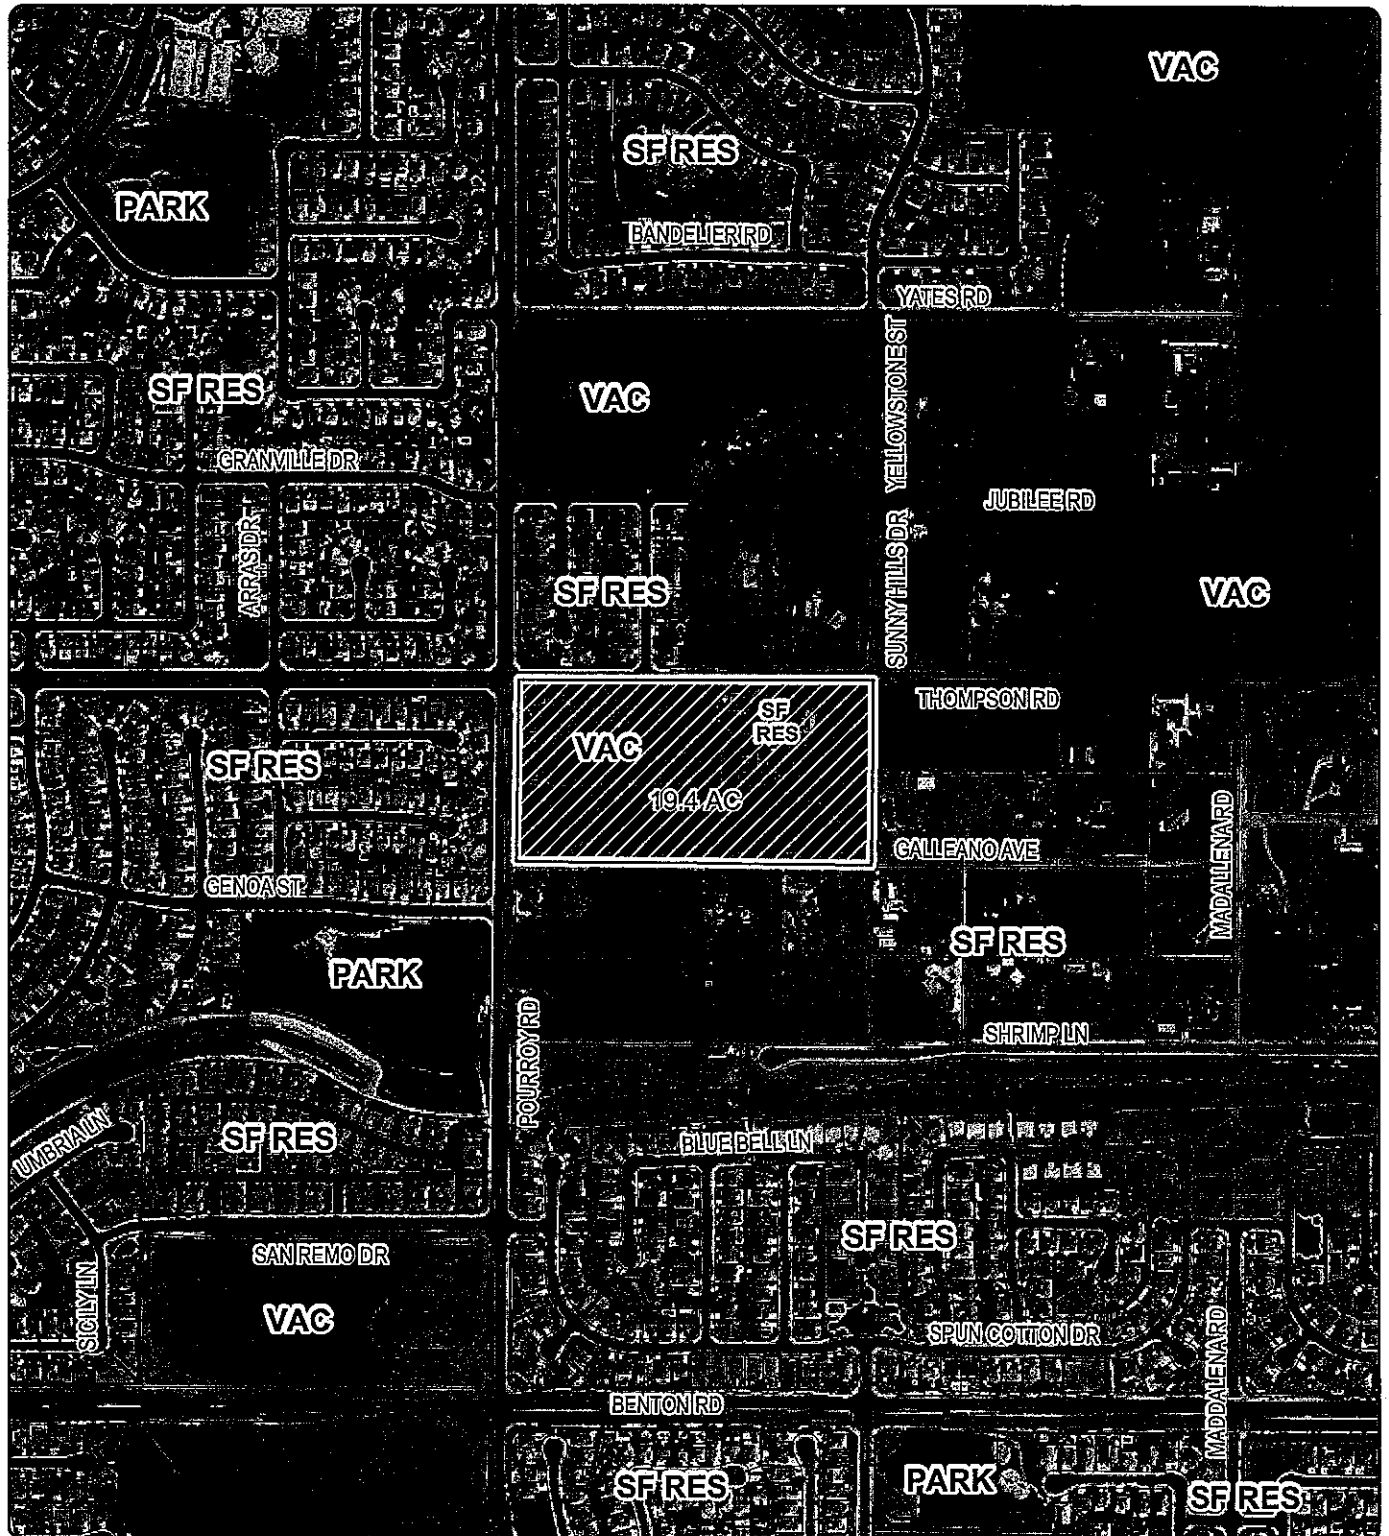 VAC
SF RES
PARK
BANDELIER RD
YATES RD
SF RES
VAC
YELLOWSTONE ST
GRANVILLE DR
JUBILEE RD
ARRAS DR
SF RES
SUNNY HILLS DR
VAC
THOMPSON RD
SF
RES
VAC
SF RES
19.4 AC
MADALLENA RD
GALLEANO AVE
GENOA ST
SF RES
PARK
POURROY RD
SHRIMP LN
UMBRIA LN
SF RES
BLUE BELL LN
SF RES
SAN REMO DR
SICILY LN
VAC
SPUN COTTON DR
MADDALENA RD
BENTON RD
SF RES
PARK
SF RES